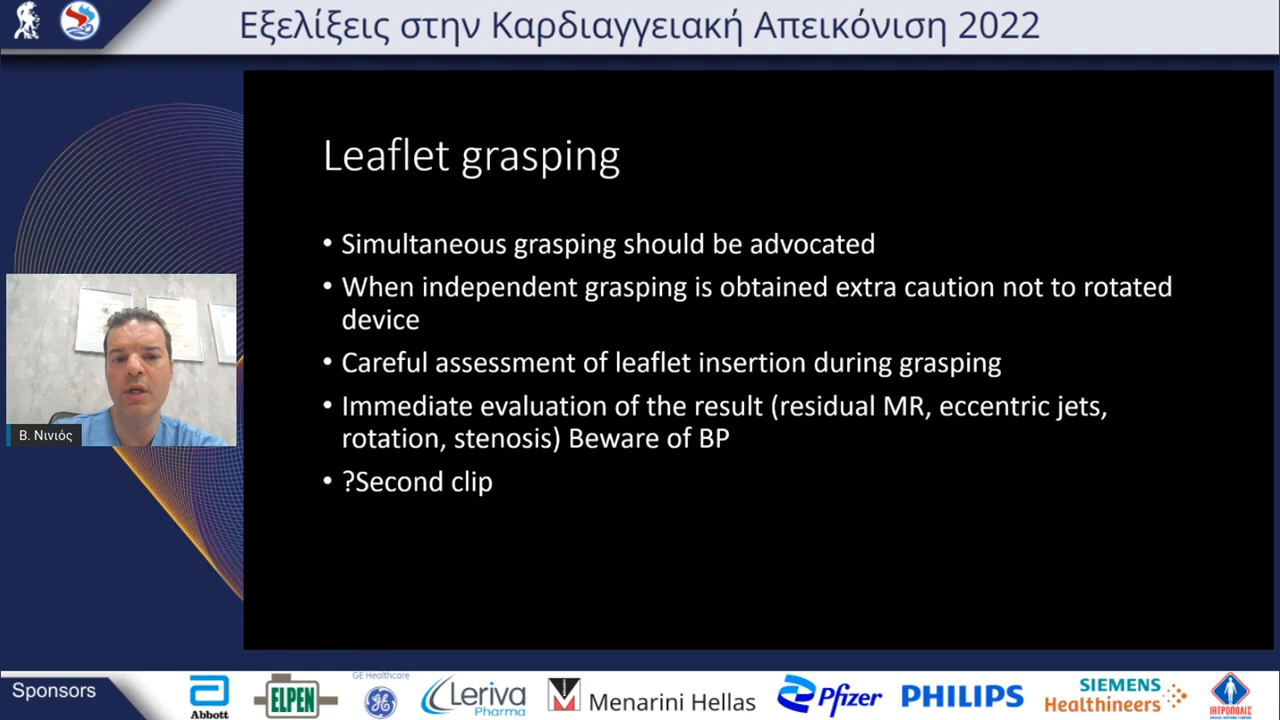 Εξελίξεις στην Καρδιαγγειακή Απεικόνιση 2022
Leaflet grasping
• Simultaneous grasping should be advocated
• When independent grasping is obtained extra caution not to rotated
device
• Careful assessment of leaflet insertion during grasping
• Immediate evaluation of the result (residual MR, eccentric jets,
rotation, stenosis) Beware of BP
• ?Second clip
Β. Νινιός
Sponsors
Abbott
ELPEN
GE Healthcare
Leriva
Pharma
Menarini Hellas
Pfizer
PHILIPS
SIEMENS
Healthineers
ΙΑΤΡΟΠΟΛΙΣ